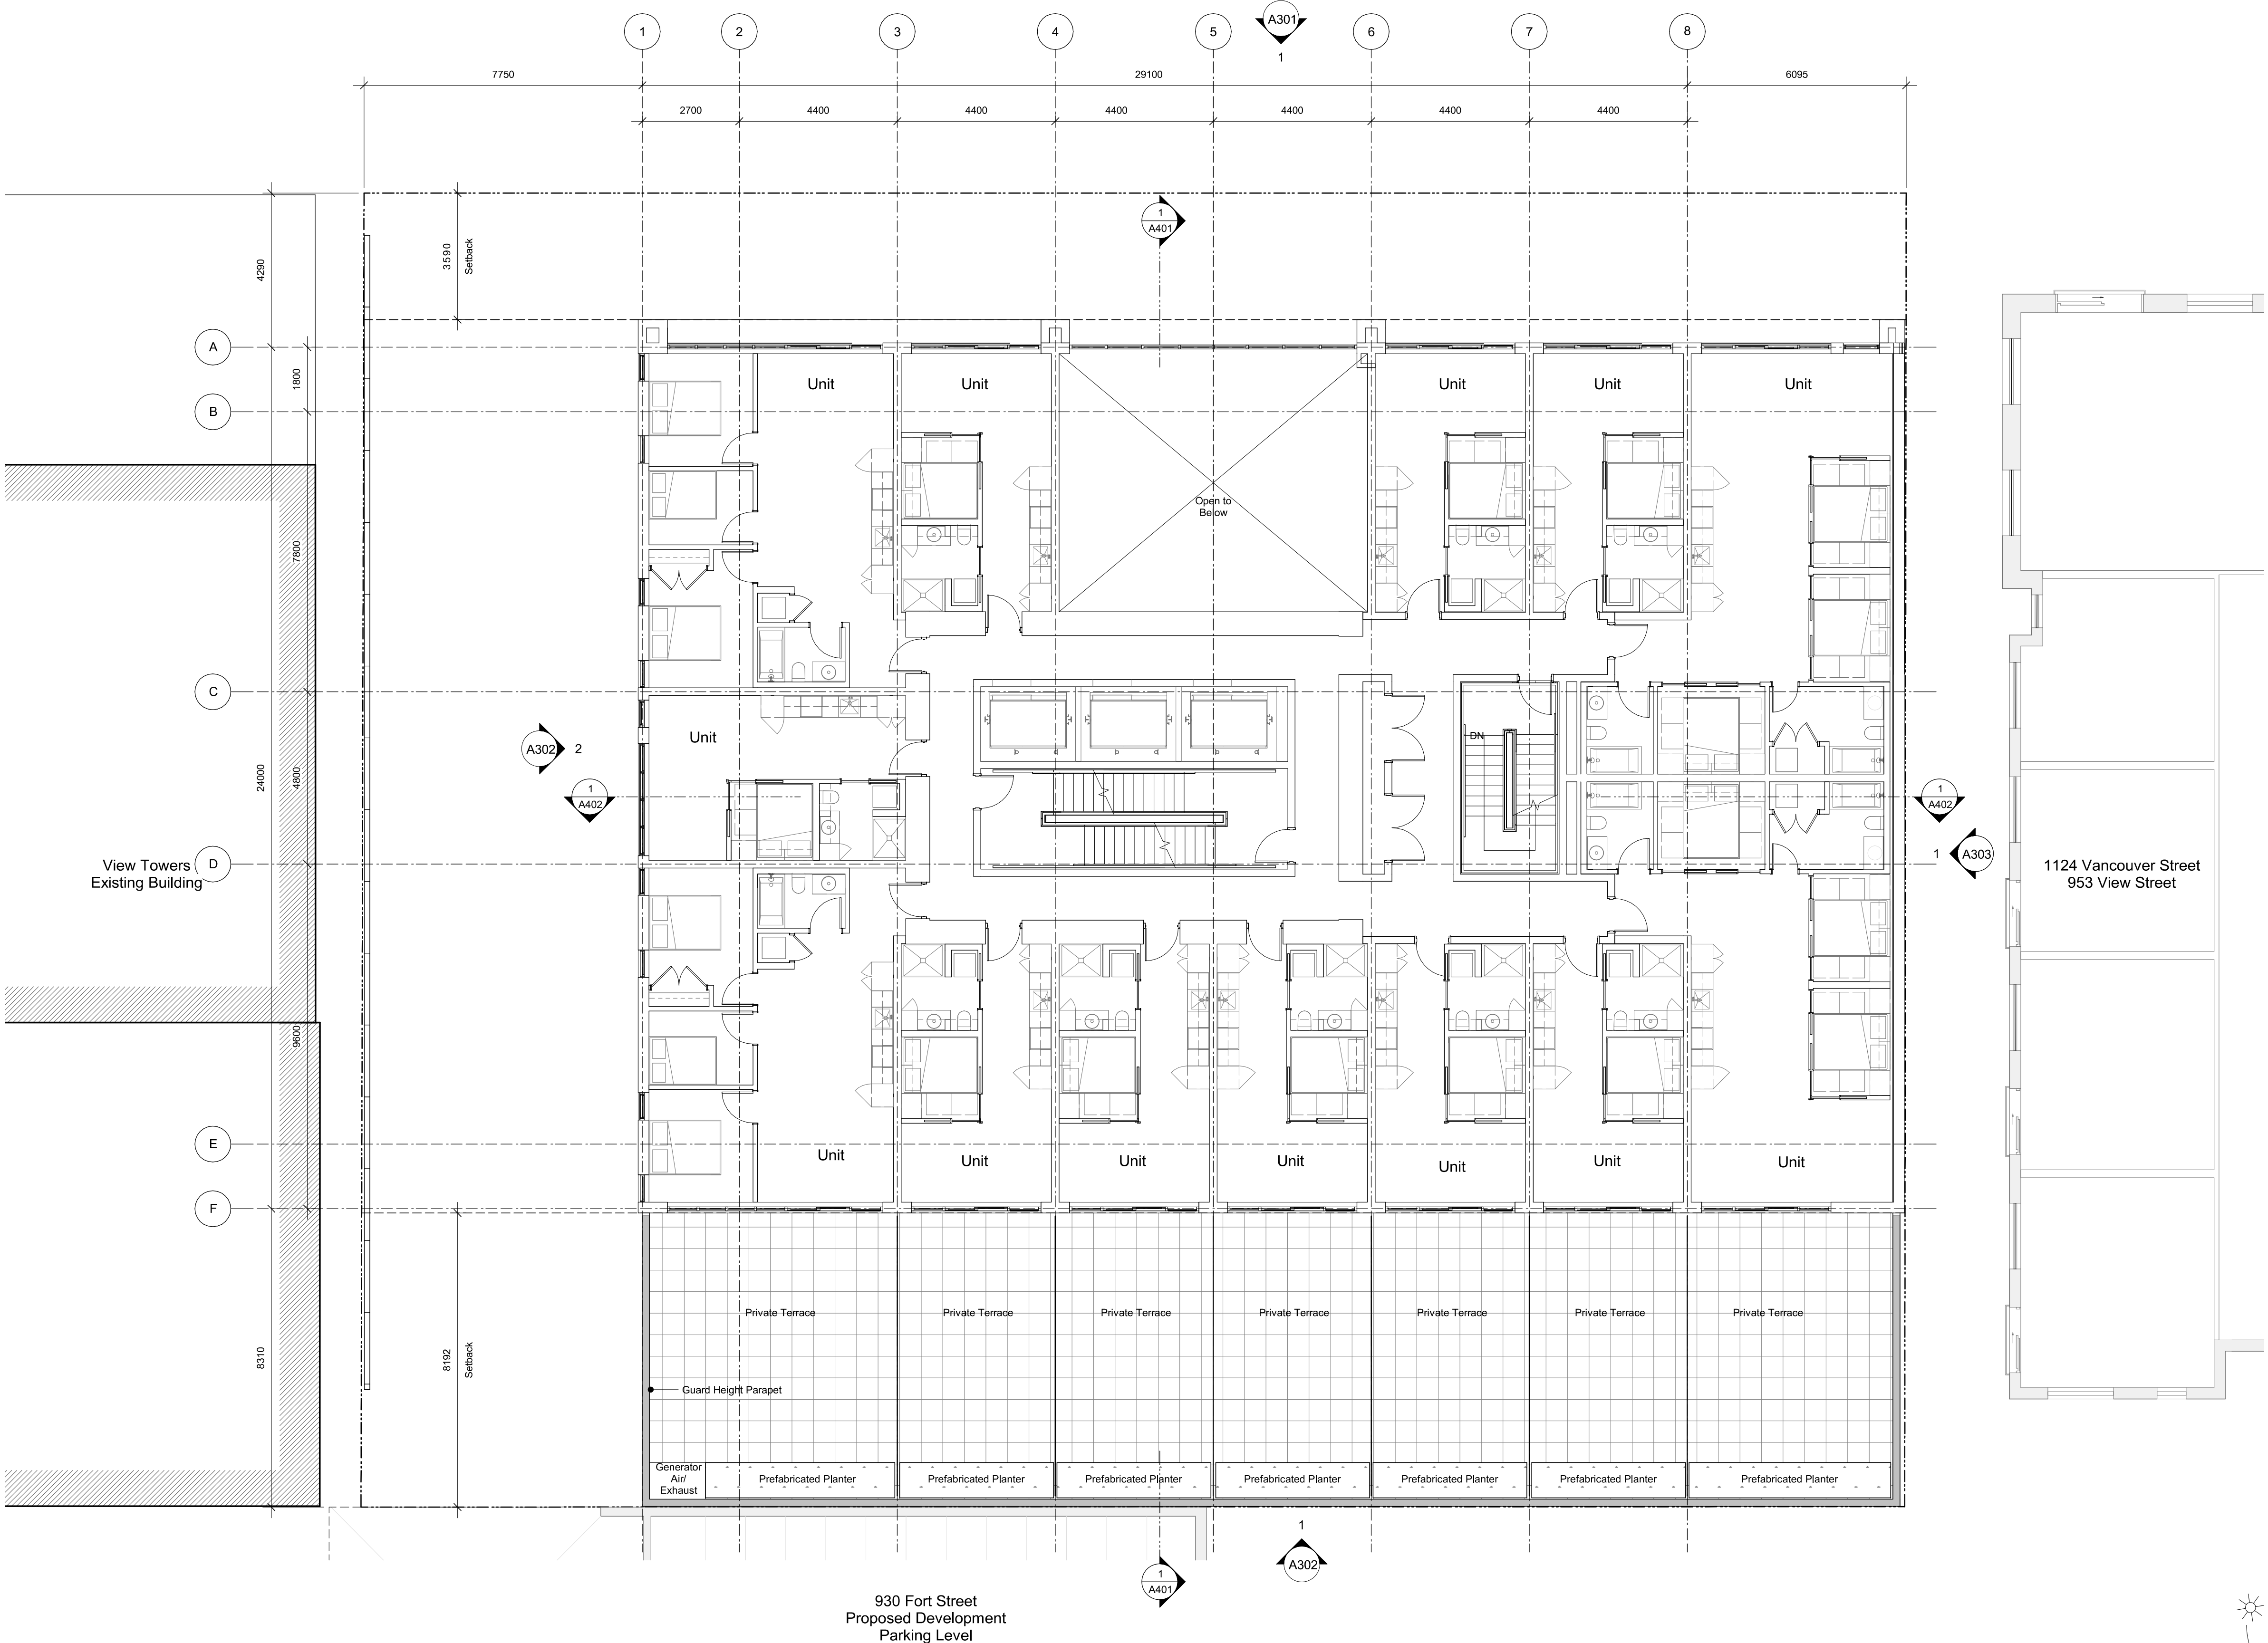 A301
1
1
2
3
4
5
6
7
8
7750
29100
6095
2700
4400
4400
4400
4400
4400
4400
4290
3590
Setback
1
A401
A
1800
B
Unit
Unit
Unit
Unit
Unit
Open to
Below
7800
C
Unit
DN
A302
2
24000
4800
1
A402
1
A402
View Towers
Existing Building
D
1
A303
1124 Vancouver Street
953 View Street
9600
E
Unit
Unit
Unit
Unit
Unit
Unit
Unit
F
Private Terrace
Private Terrace
Private Terrace
Private Terrace
Private Terrace
Private Terrace
Private Terrace
8310
8192
Setback
Guard Height Parapet
Generator
Air/
Exhaust
Prefabricated Planter
Prefabricated Planter
Prefabricated Planter
Prefabricated Planter
Prefabricated Planter
Prefabricated Planter
Prefabricated Planter
1
A302
1
A401
930 Fort Street
Proposed Development
Parking Level